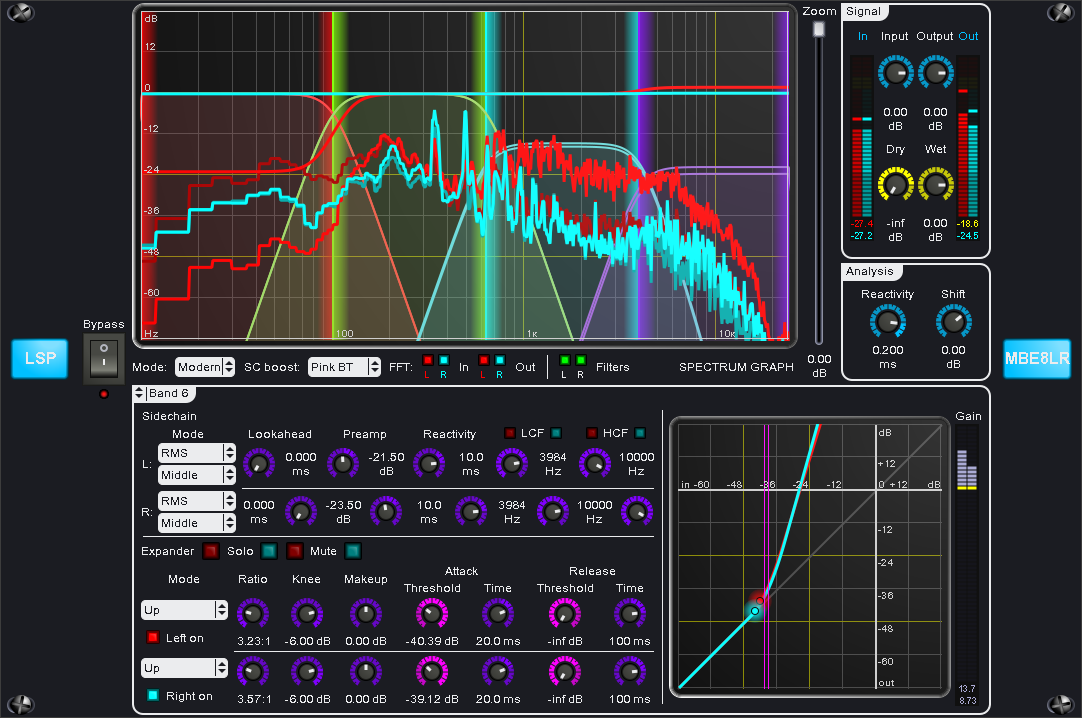 Zoom
Signal
dB
12
0
-12
-24
-36
-48
-60
Hz
100
1K
10K
In Input Output Out
0.00 0.00
dB dB
Dry Wet
-inf 0.00
dB dB
-27.4 -18.6
-27.2 -24.5
Analysis
Reactivity Shift
0.200 0.00
ms dB
Bypass
LSP
MBE8LR
Mode: Modern SC boost: Pink BT FFT: L R In L R Out L R Filters SPECTRUM GRAPH
0.00
dB
Band 6
Sidechain
Mode Lookahead Preamp Reactivity LCF HCF
L: RMS 0.000 ms -21.50 dB 10.0 ms 3984 Hz 10000 Hz
Middle
R: RMS 0.000 ms -23.50 dB 10.0 ms 3984 Hz 10000 Hz
Middle
Expander Solo Mute
Attack Release
Mode Ratio Knee Makeup Threshold Time Threshold Time
Up
Left on 3.23:1 -6.00 dB 0.00 dB -40.39 dB 20.0 ms -inf dB 100 ms
Up
Right on 3.57:1 -6.00 dB 0.00 dB -39.12 dB 20.0 ms -inf dB 100 ms
Gain
dB
+12
in -60 -48 -36 -24 -12 0 +12 dB
-12
-24
-36
-48
-60
out
13.7
8.73